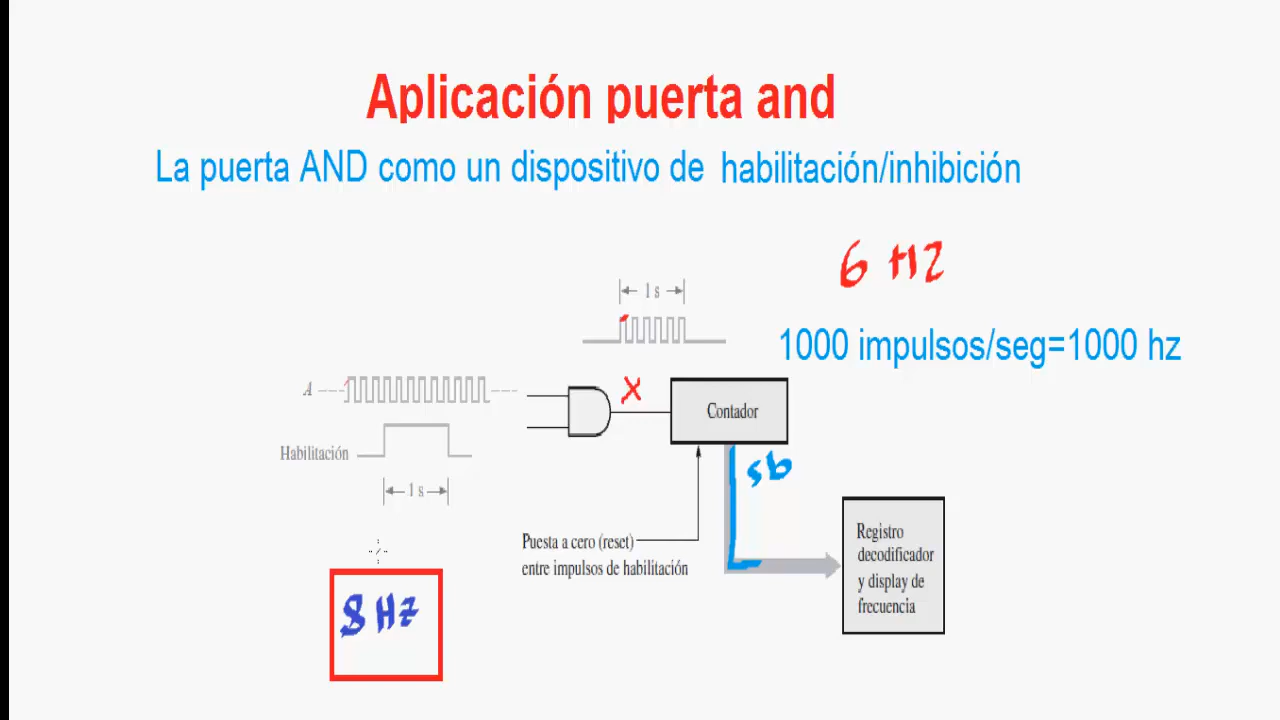 Aplicación puerta and
La puerta AND como un dispositivo de habilitación/inhibición
6 HZ
1 s
1000 impulsos/seg=1000 hz
A
X
Contador
Habilitación
sb
1 s
Puesta a cero (reset)
entre impulsos de habilitación
Registro
decodificador
y display de
frecuencia
8 HZ